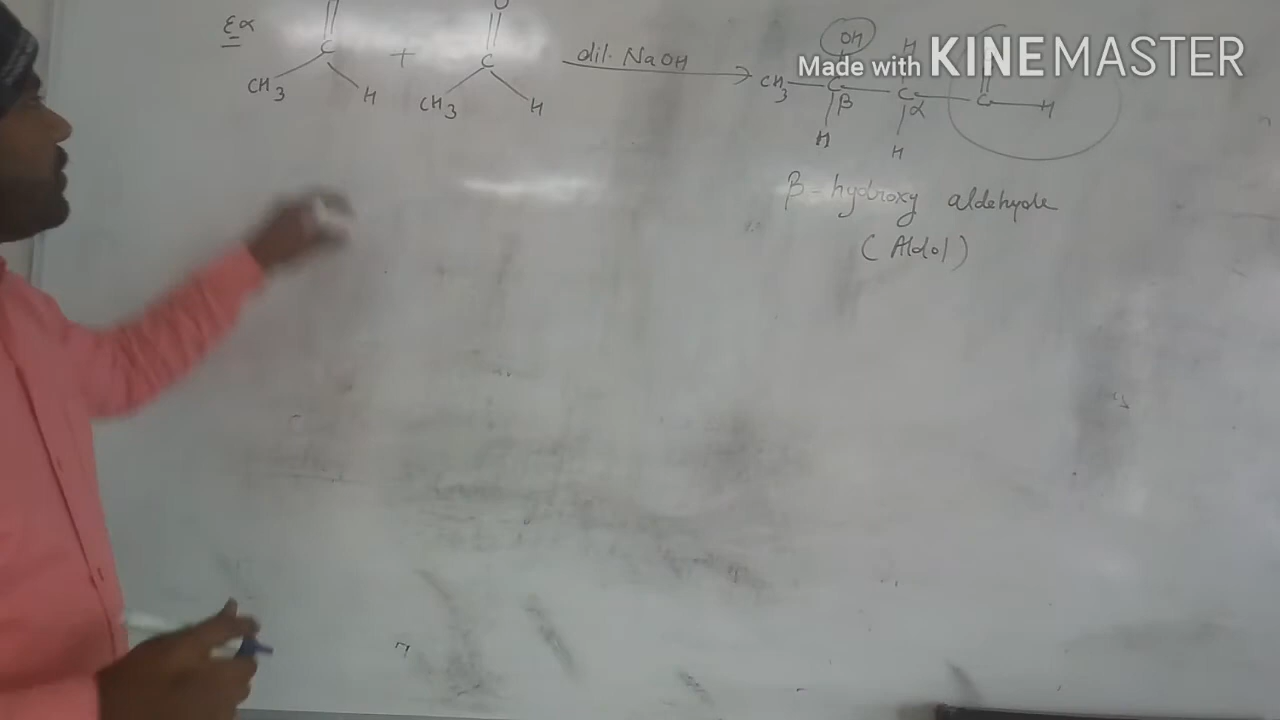 Ex
O
OH
H
C + C dil. NaOH CH3 C C C H
β α
CH3 H CH3 H
H H
β-hydroxy aldehyde
(Aldol)
Made with KINEMASTER